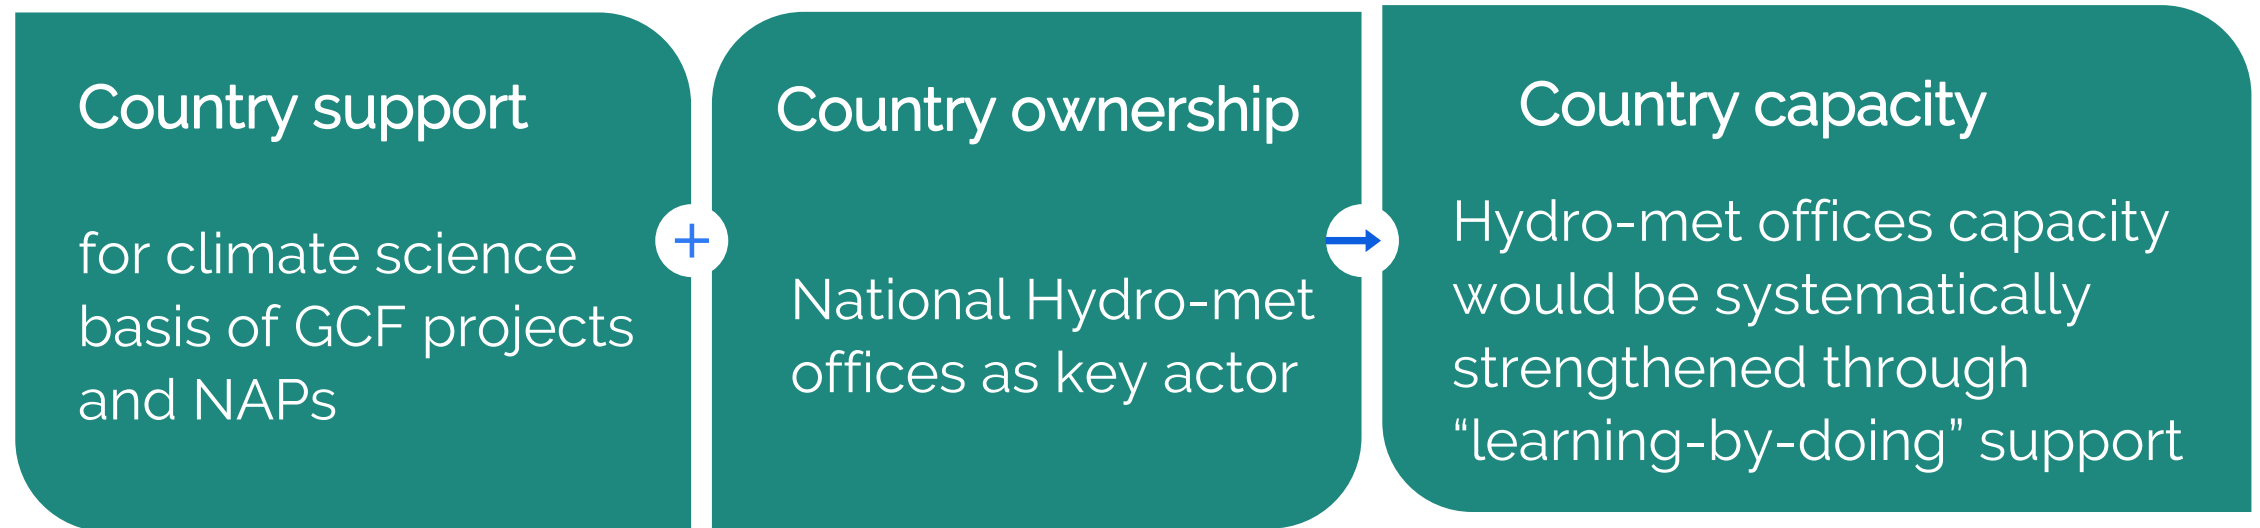 Country support
for climate science
basis of GCF projects
and NAPs
+
Country ownership
National Hydro-met
offices as key actor
Country capacity
Hydro-met offices capacity
would be systematically
strengthened through
“learning-by-doing” support